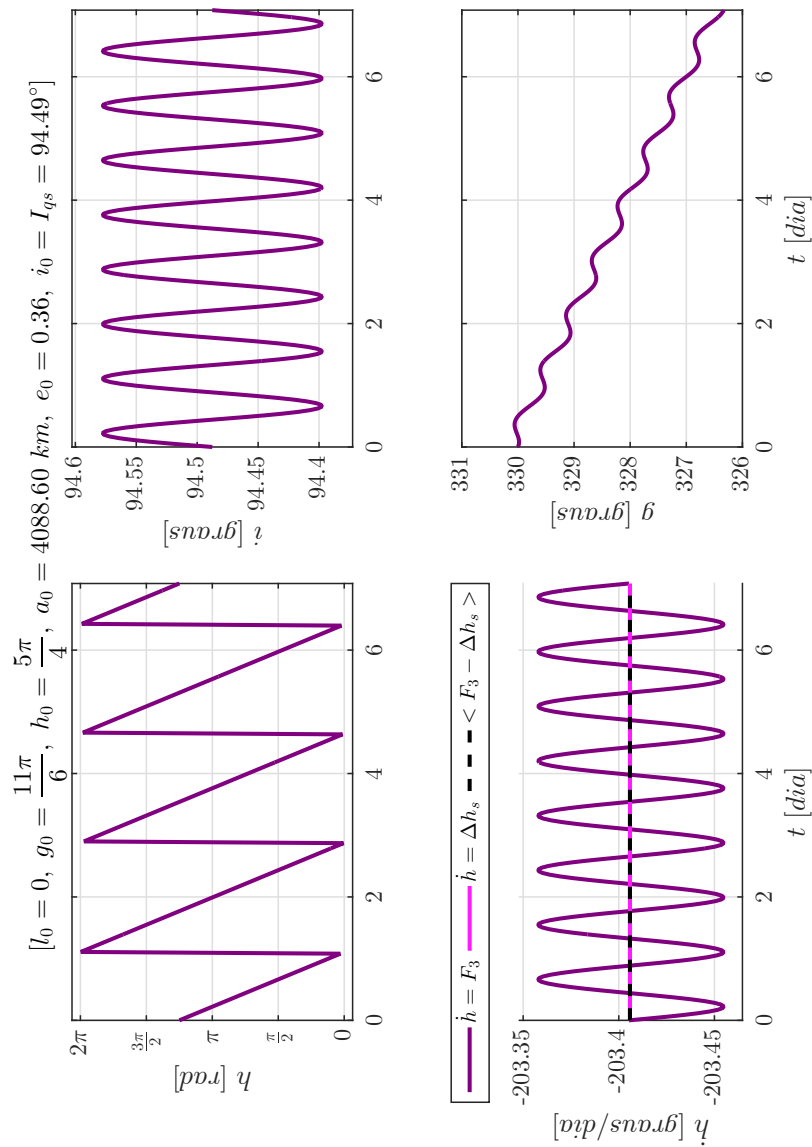 [l₀ = 0, g₀ = 11π/6, h₀ = 5π/4, a₀ = 4088.60 km, e₀ = 0.36, i₀ = I_qs = 94.49°]
h [rad]
2π
3π/2
π
π/2
0
0 2 4 6
i [graus]
94.6
94.55
94.5
94.45
94.4
0 2 4 6
ḣ = F₃ ḣ = Δh_s < F₃ − Δh_s >
ḣ [graus/dia]
-203.35
-203.4
-203.45
0 2 4 6
t [dia]
g [graus]
331
330
329
328
327
326
0 2 4 6
t [dia]